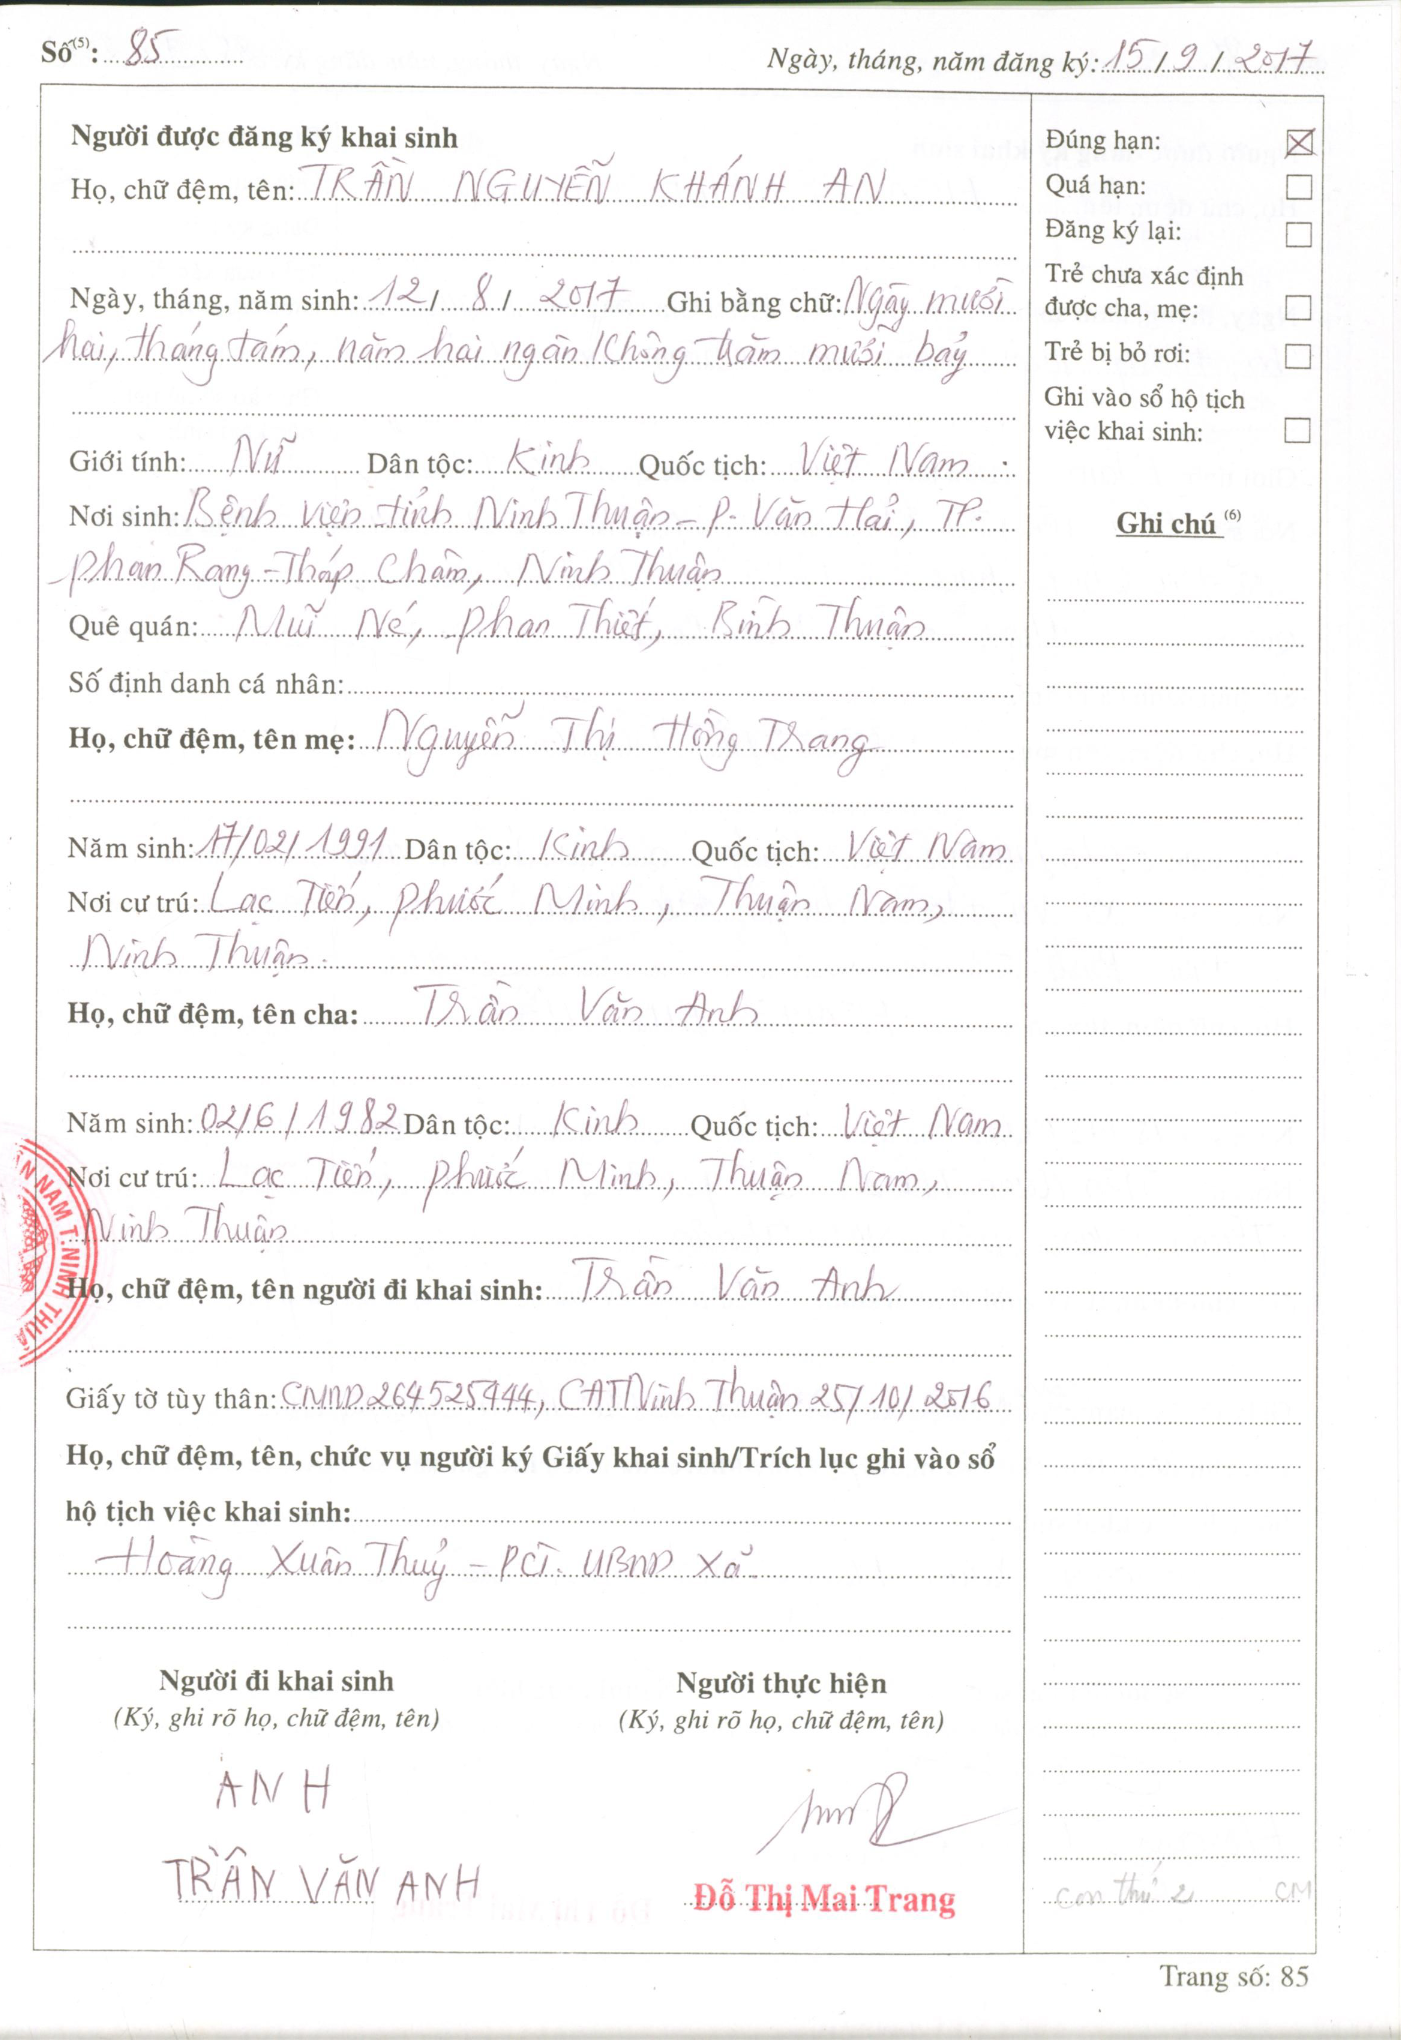 Số(5): 85
Ngày, tháng, năm đăng ký: 15/9/2017
Người được đăng ký khai sinh
Họ, chữ đệm, tên: TRẦN NGUYỄN KHÁNH AN
Ngày, tháng, năm sinh: 12/8/2017 Ghi bằng chữ: Ngày mười
hai, tháng tám, năm hai ngàn không trăm mười bảy
Giới tính: Nữ Dân tộc: Kinh Quốc tịch: Việt Nam
Nơi sinh: Bệnh viện tỉnh Ninh Thuận - P. Văn Hải, TP.
Phan Rang - Tháp Chàm, Ninh Thuận
Quê quán: Mũi Né, Phan Thiết, Bình Thuận
Số định danh cá nhân:
Họ, chữ đệm, tên mẹ: Nguyễn Thị Hồng Trang
Năm sinh: 17/02/1991 Dân tộc: Kinh Quốc tịch: Việt Nam
Nơi cư trú: Lạc Tiến, Phước Minh, Thuận Nam,
Ninh Thuận.
Họ, chữ đệm, tên cha: Trần Văn Anh
Năm sinh: 02/6/1982 Dân tộc: Kinh Quốc tịch: Việt Nam
Nơi cư trú: Lạc Tiến, Phước Minh, Thuận Nam,
Ninh Thuận
Họ, chữ đệm, tên người đi khai sinh: Trần Văn Anh
Giấy tờ tùy thân: CMND 264525444, CAT Ninh Thuận 25/10/2016
Họ, chữ đệm, tên, chức vụ người ký Giấy khai sinh/Trích lục ghi vào sổ
hộ tịch việc khai sinh:
Hoàng Xuân Thuỷ - PCT. UBND xã
Người đi khai sinh
(Ký, ghi rõ họ, chữ đệm, tên)
ANH
TRẦN VĂN ANH
Người thực hiện
(Ký, ghi rõ họ, chữ đệm, tên)
Đỗ Thị Mai Trang
Đúng hạn: ☒
Quá hạn: ☐
Đăng ký lại: ☐
Trẻ chưa xác định
được cha, mẹ: ☐
Trẻ bị bỏ rơi: ☐
Ghi vào sổ hộ tịch
việc khai sinh: ☐
Ghi chú (6)
con thứ 2 CM
NAM T.NINH THUẬ
Trang số: 85